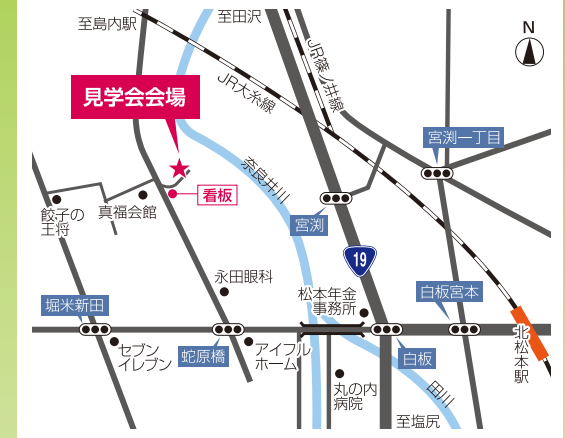 至島内駅
至田沢
N
JR篠ノ井線
JR大糸線
見学会会場
宮渕一丁目
奈良井川
看板
餃子の
王将
真福会館
宮渕
19
永田眼科
松本年金
事務所
白板宮本
堀米新田
北松本駅
セブン
イレブン
蛇原橋
アイフル
ホーム
白板
丸の内
病院
田川
至塩尻